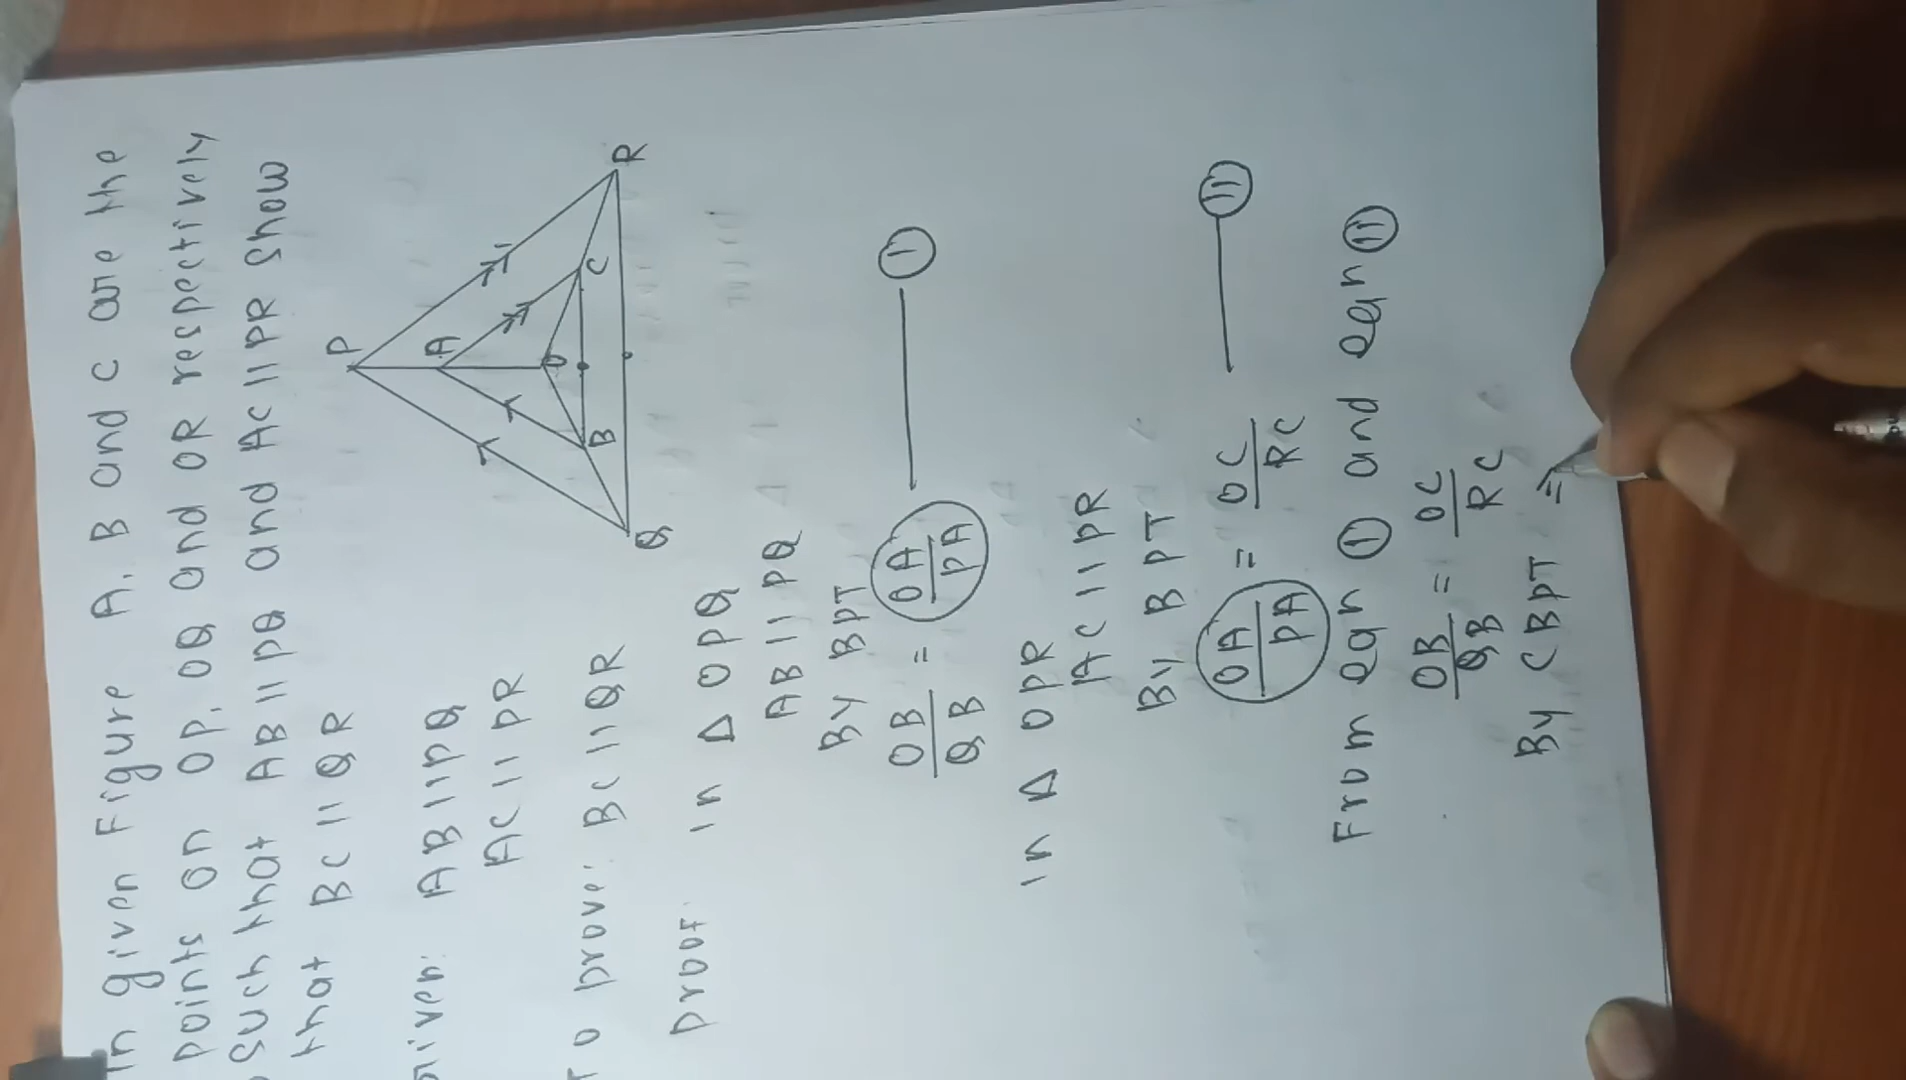 In given Figure A, B and C are the
points on OP, OQ and OR respectively
Such that AB || PQ and AC || PR Show
that BC || QR
P
A
O
B
C
Q
R
Given: AB || PQ
AC || PR
To prove: BC || QR
Proof: In Δ OPQ
AB || PQ
By BPT
OB/QB = OA/PA —— (I)
In Δ OPR
AC || PR
By BPT
OA/PA = OC/RC —— (II)
From eqn (I) and eqn (II)
OB/QB = OC/RC
By CBPT ⇒